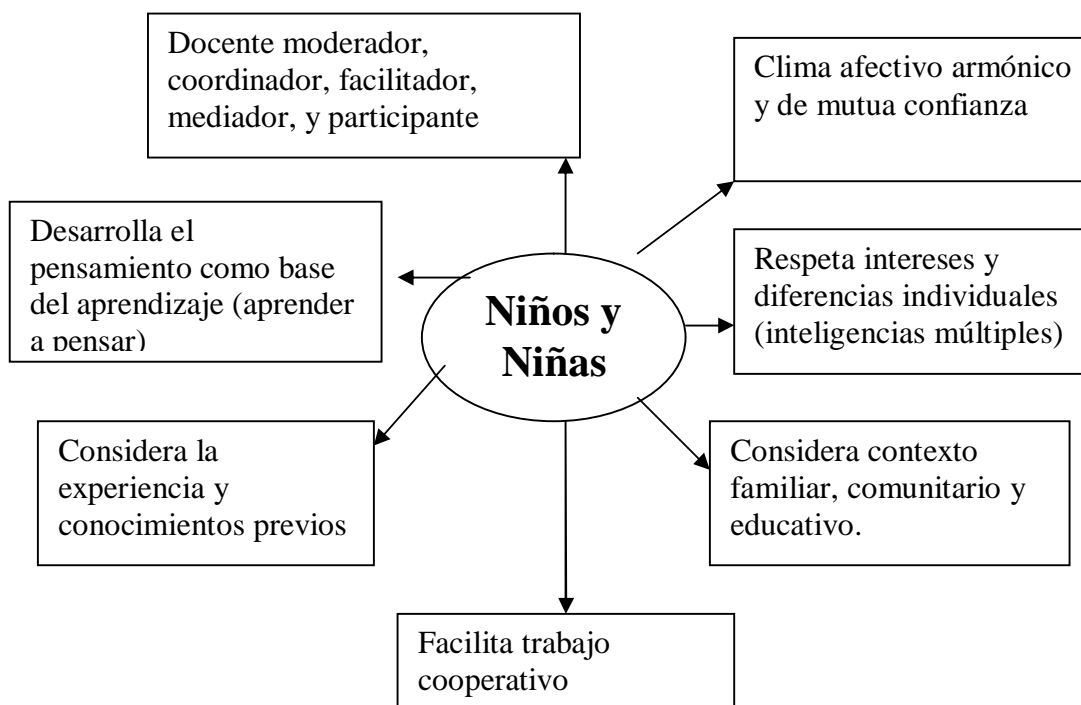 Docente moderador,
coordinador, facilitador,
mediador, y participante
Clima afectivo armónico
y de mutua confianza
Desarrolla el
pensamiento como base
del aprendizaje (aprender
a pensar)
Niños y
Niñas
Respeta intereses y
diferencias individuales
(inteligencias múltiples)
Considera la
experiencia y
conocimientos previos
Considera contexto
familiar, comunitario y
educativo.
Facilita trabajo
cooperativo